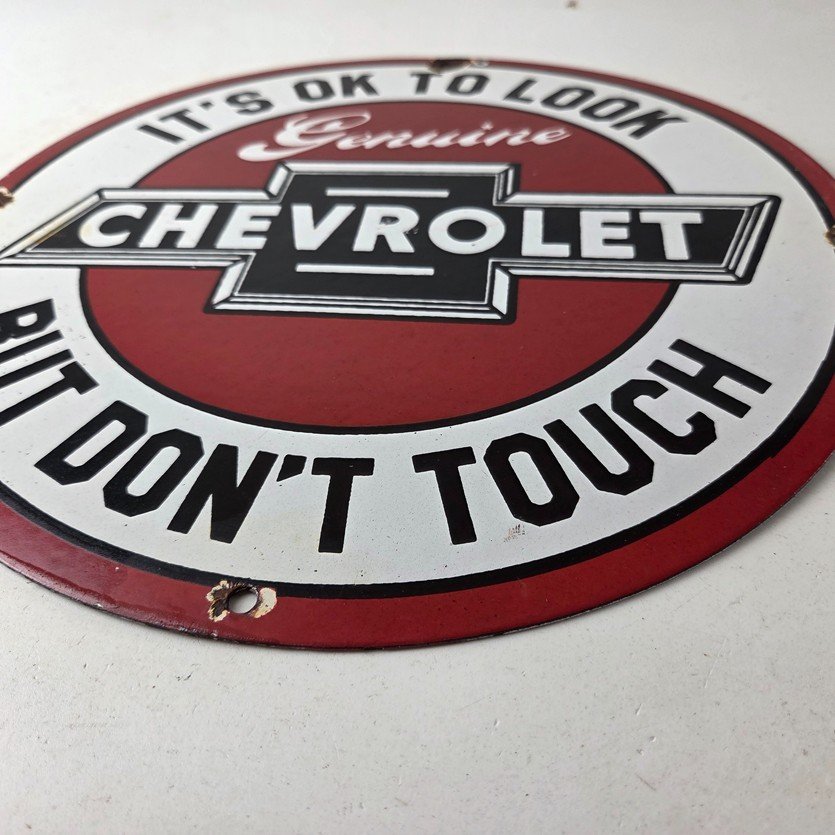 IT'S OK TO LOOK
Genuine
CHEVROLET
BUT DON'T TOUCH